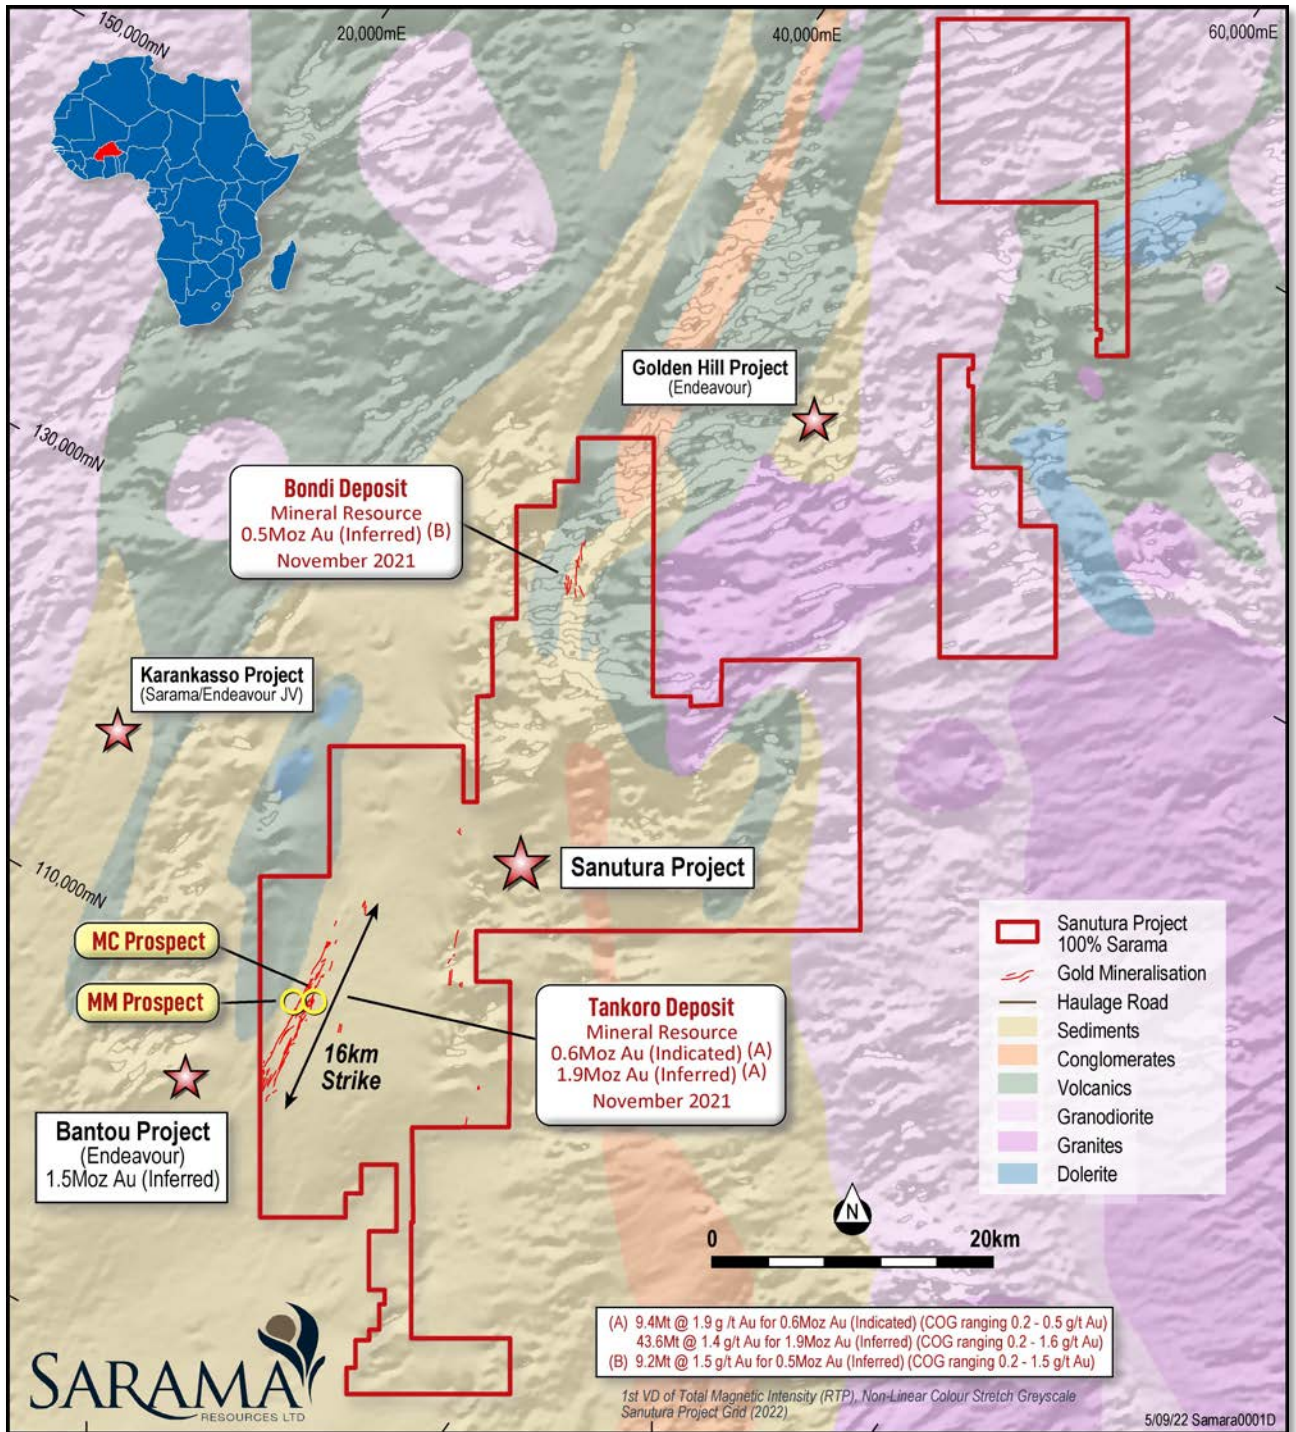 150,000mN
20,000mE
40,000mE
60,000mE
130,000mN
110,000mN
Golden Hill Project
(Endeavour)
Bondi Deposit
Mineral Resource
0.5Moz Au (Inferred) (B)
November 2021
Karankasso Project
(Sarama/Endeavour JV)
Sanutura Project
MC Prospect
MM Prospect
16km
Strike
Tankoro Deposit
Mineral Resource
0.6Moz Au (Indicated) (A)
1.9Moz Au (Inferred) (A)
November 2021
Bantou Project
(Endeavour)
1.5Moz Au (Inferred)
Sanutura Project
100% Sarama
Gold Mineralisation
Haulage Road
Sediments
Conglomerates
Volcanics
Granodiorite
Granites
Dolerite
N
0 20km
(A) 9.4Mt @ 1.9 g /t Au for 0.6Moz Au (Indicated) (COG ranging 0.2 - 0.5 g/t Au)
43.6Mt @ 1.4 g/t Au for 1.9Moz Au (Inferred) (COG ranging 0.2 - 1.6 g/t Au)
(B) 9.2Mt @ 1.5 g/t Au for 0.5Moz Au (Inferred) (COG ranging 0.2 - 1.5 g/t Au)
1st VD of Total Magnetic Intensity (RTP), Non-Linear Colour Stretch Greyscale
Sanutura Project Grid (2022)
SARAMA
RESOURCES LTD
5/09/22 Samara0001D